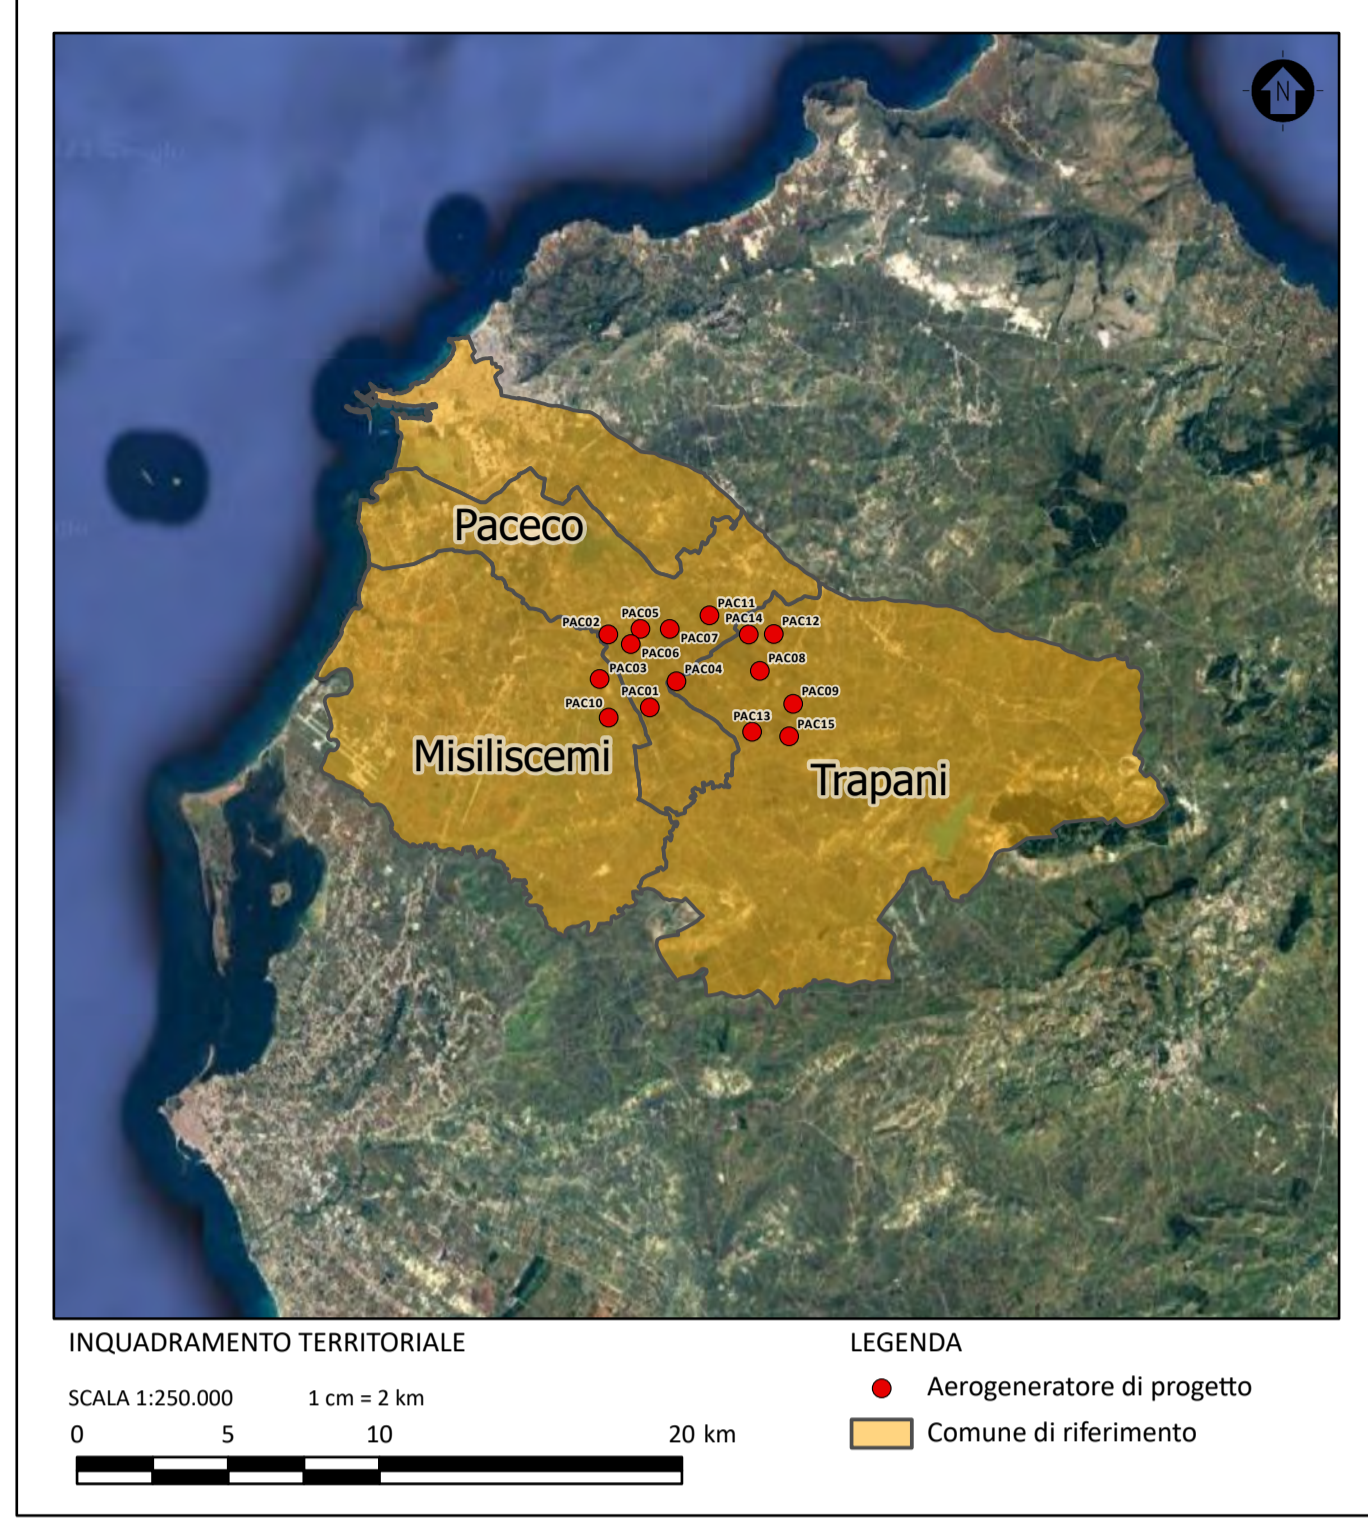 N
Paceco
PAC11
PAC05
PAC14
PAC02
PAC12
PAC07
PAC06
PAC08
PAC03
PAC04
PAC01
PAC09
PAC10
PAC13
PAC15
Misiliscemi
Trapani
INQUADRAMENTO TERRITORIALE
SCALA 1:250.000 1 cm = 2 km
0 5 10 20 km
LEGENDA
Aerogeneratore di progetto
Comune di riferimento